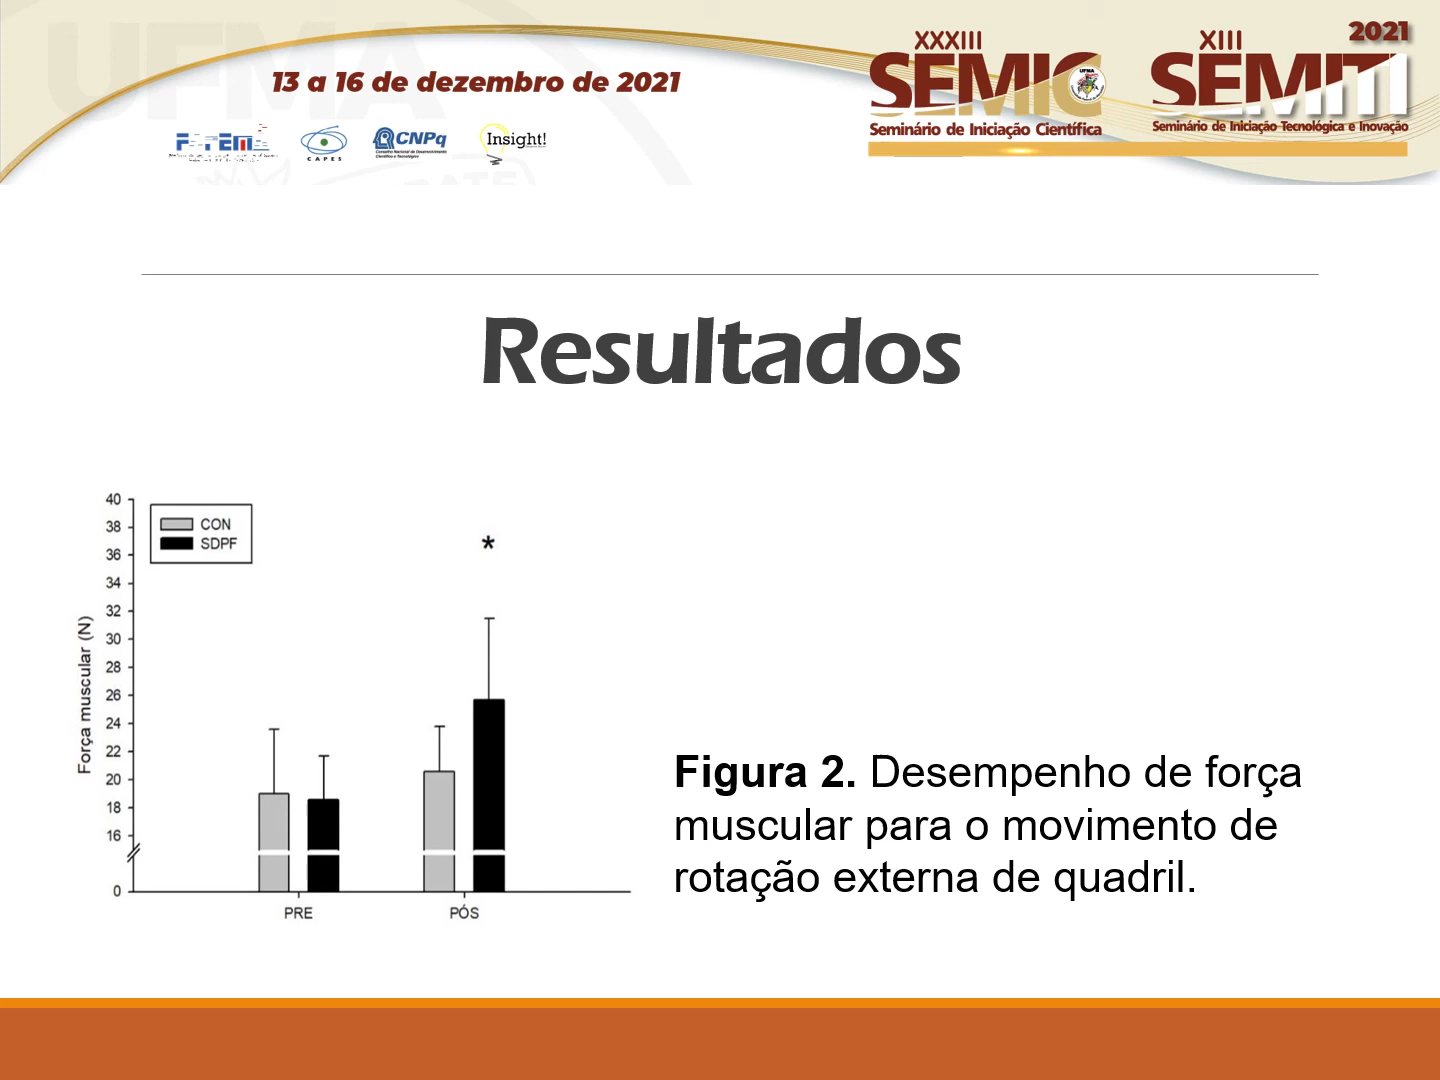 UFMA
13 a 16 de dezembro de 2021
CAPES
CNPq
Insight!
XXXIII
SEMIC
Seminário de Iniciação Científica
2021
XIII
SEMITI
Seminário de Iniciação Tecnológica e Inovação
Resultados
40
38
36
34
32
30
28
26
24
22
20
18
16
0
Força muscular (N)
CON
SDPF
*
PRE
PÓS
Figura 2. Desempenho de força
muscular para o movimento de
rotação externa de quadril.